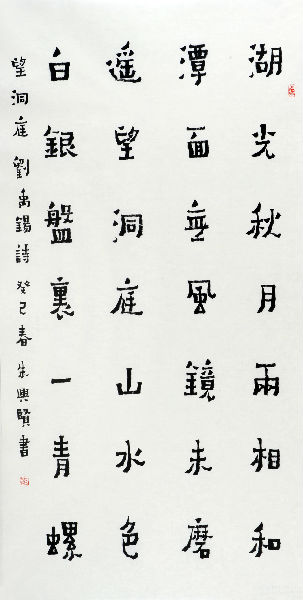 湖光秋月兩相和
潭面無風鏡未磨
遥望洞庭山水色
白銀盤裏一青螺
望洞庭 劉禹錫詩 癸巳春 朱興賢書